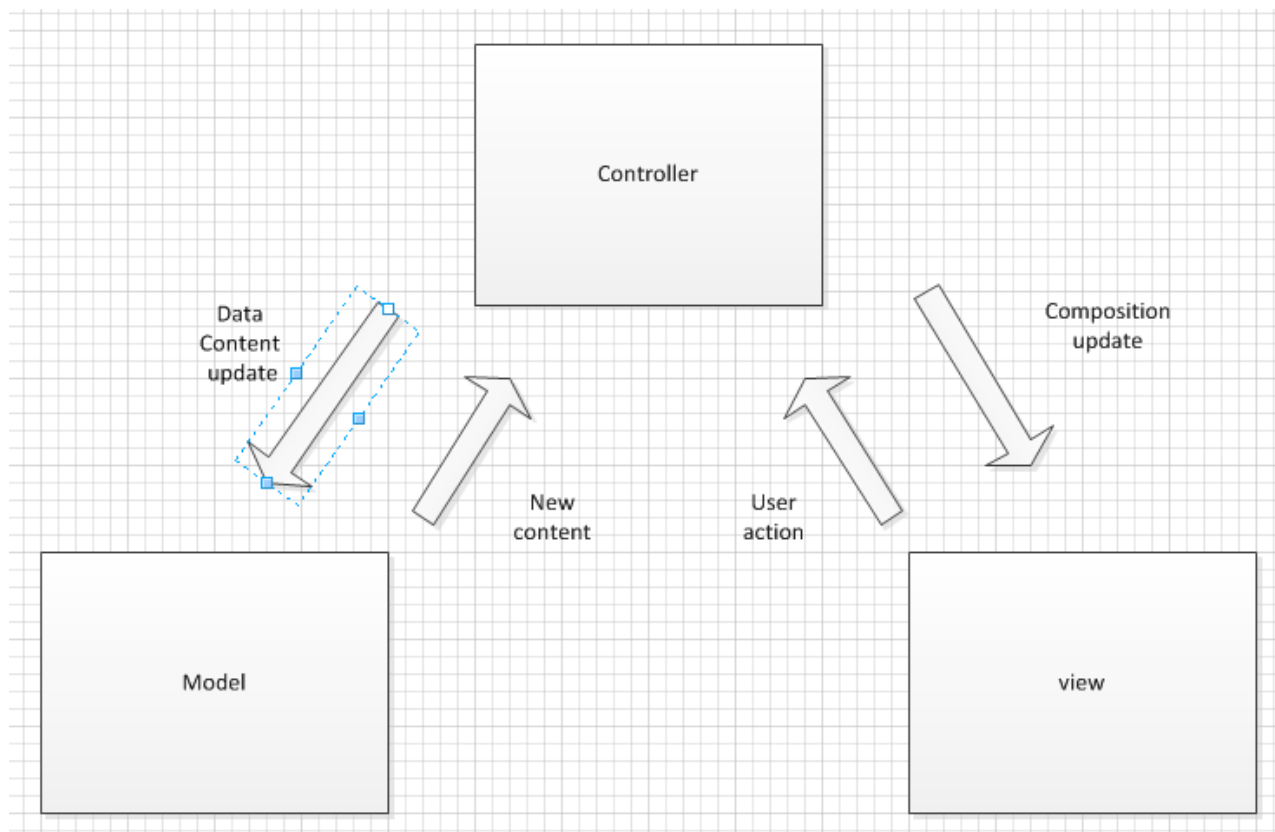 Controller
Data
Content
update
Composition
update
New
content
User
action
Model
view